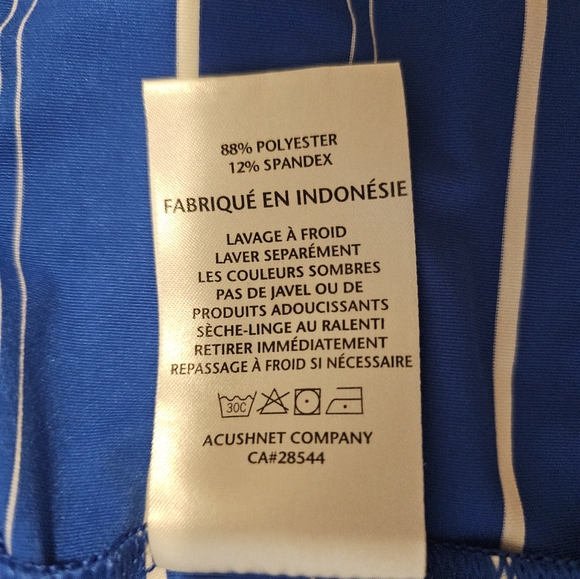 88% POLYESTER
12% SPANDEX
FABRIQUÉ EN INDONÉSIE
LAVAGE À FROID
LAVER SEPARÉMENT
LES COULEURS SOMBRES
PAS DE JAVEL OU DE
PRODUITS ADOUCISSANTS
SÈCHE-LINGE AU RALENTI
RETIRER IMMÉDIATEMENT
REPASSAGE À FROID SI NÉCESSAIRE
30C
ACUSHNET COMPANY
CA#28544